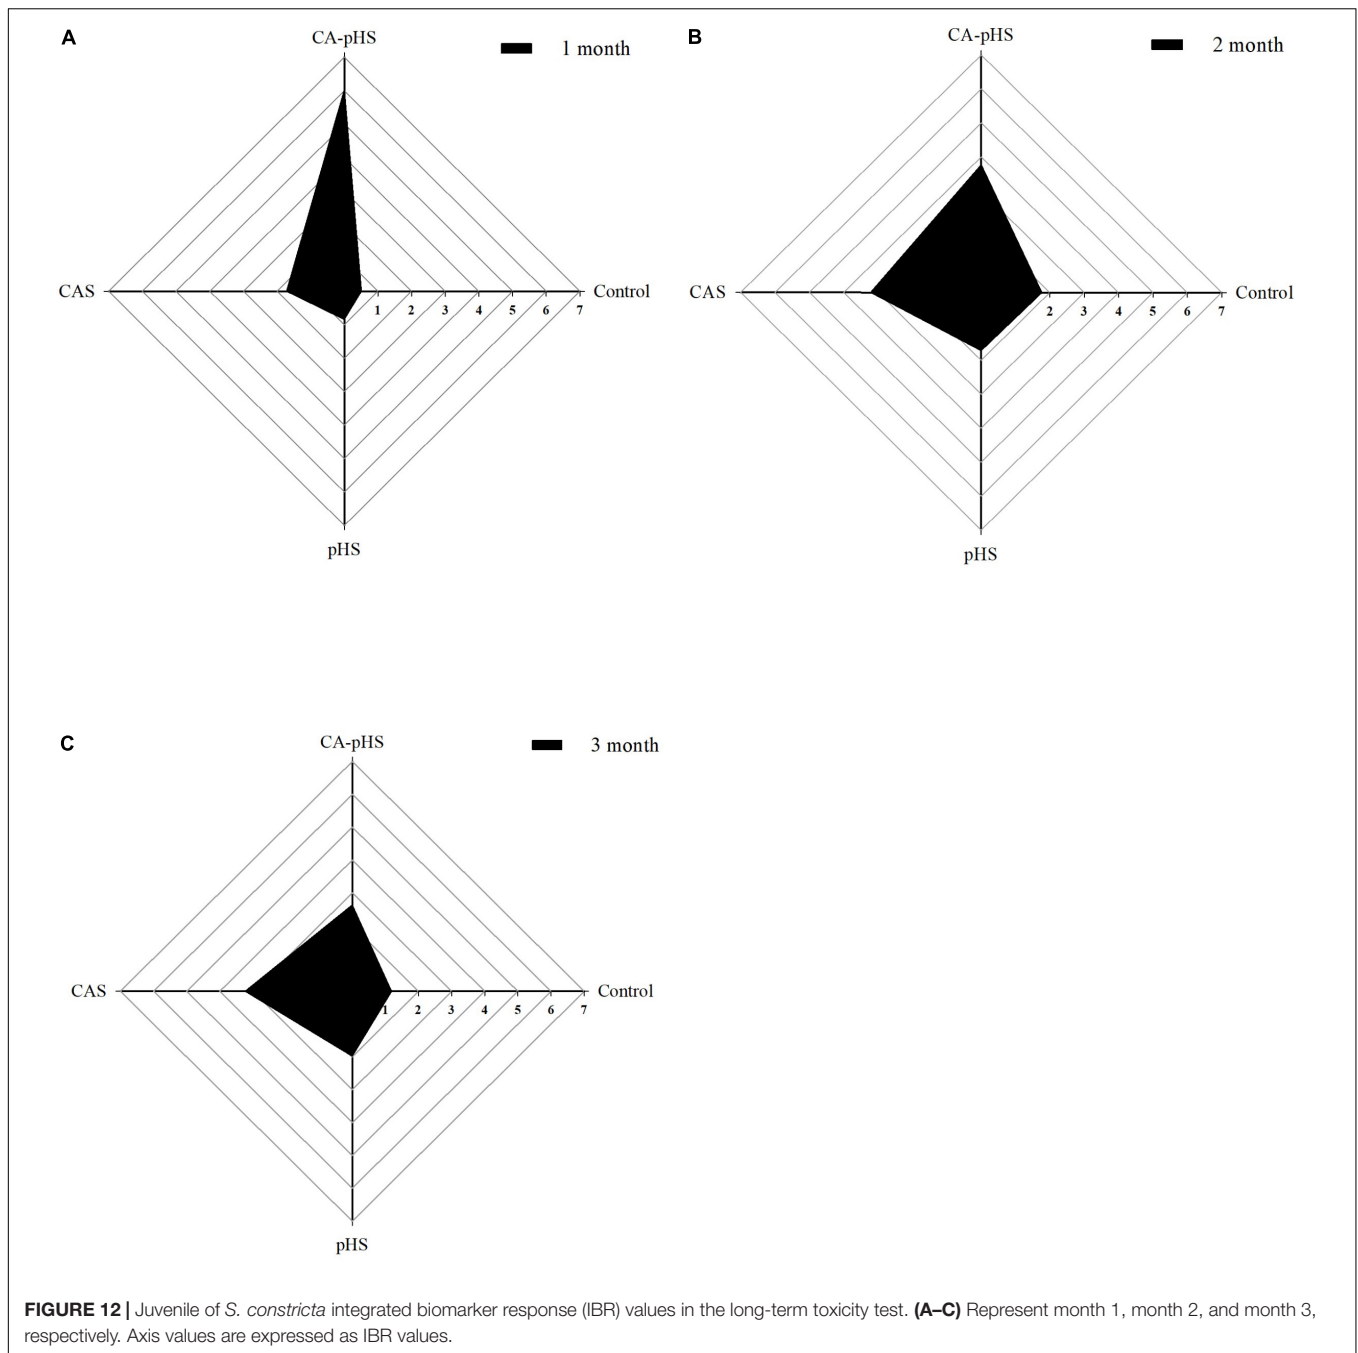 A
CA-pHS
1 month
CAS
Control
1 2 3 4 5 6 7
pHS
B
CA-pHS
2 month
CAS
Control
2 3 4 5 6 7
pHS
C
CA-pHS
3 month
CAS
Control
1 2 3 4 5 6 7
pHS
FIGURE 12 | Juvenile of S. constricta integrated biomarker response (IBR) values in the long-term toxicity test. (A–C) Represent month 1, month 2, and month 3,
respectively. Axis values are expressed as IBR values.